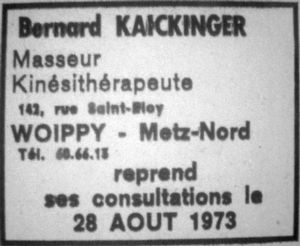 Bernard KAICKINGER
Masseur
Kinésithérapeute
142, rue Saint-Eloy
WOIPPY - Metz-Nord
Tél. 60.66.13
reprend
ses consultations le
28 AOUT 1973